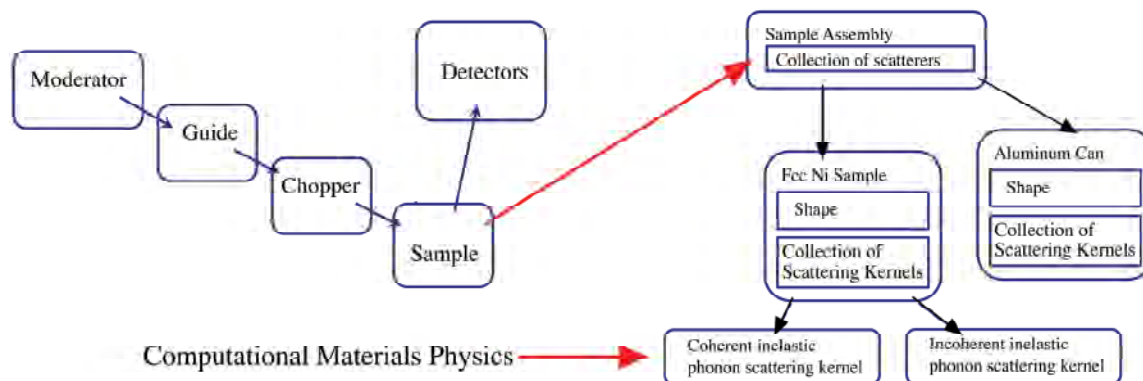 Moderator
Guide
Chopper
Sample
Detectors
Sample Assembly
Collection of scatterers
Fcc Ni Sample
Shape
Collection of
Scattering Kernels
Aluminum Can
Shape
Collection of
Scattering Kernels
Computational Materials Physics
Coherent inelastic
phonon scattering kernel
Incoherent inelastic
phonon scattering kernel